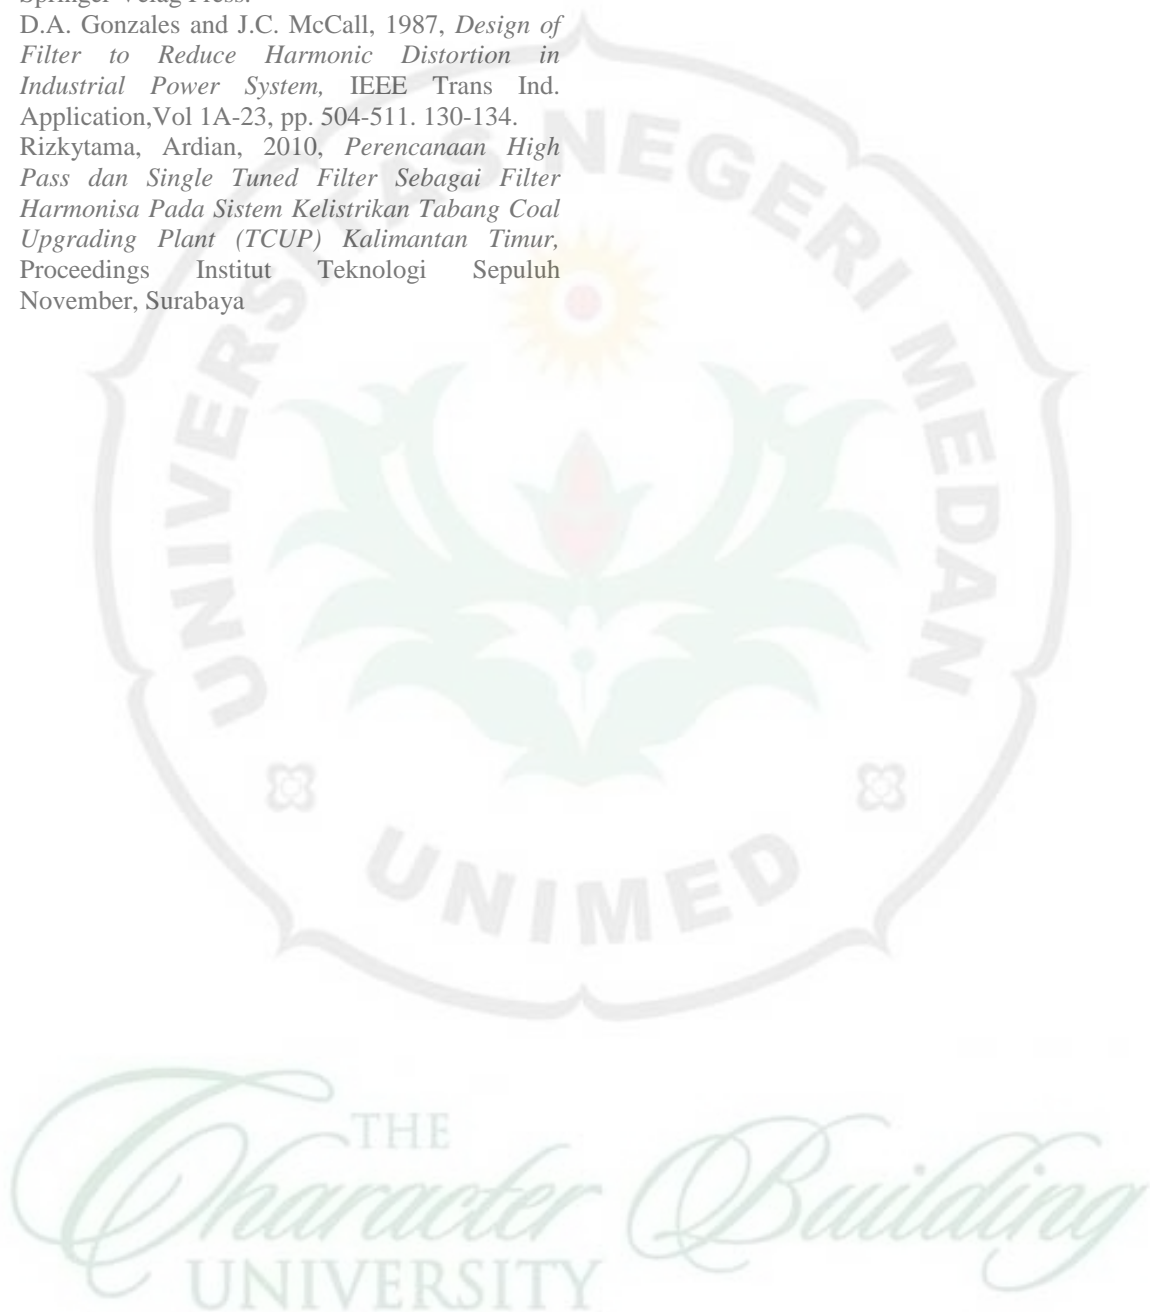 Springer-Velag Press.
D.A. Gonzales and J.C. McCall, 1987, Design of
Filter to Reduce Harmonic Distortion in
Industrial Power System, IEEE Trans Ind.
Application,Vol 1A-23, pp. 504-511. 130-134.
Rizkytama, Ardian, 2010, Perencanaan High
Pass dan Single Tuned Filter Sebagai Filter
Harmonisa Pada Sistem Kelistrikan Tabang Coal
Upgrading Plant (TCUP) Kalimantan Timur,
Proceedings Institut Teknologi Sepuluh
November, Surabaya
UNIVERSITAS NEGERI MEDAN
UNIMED
THE
Character Building
UNIVERSITY